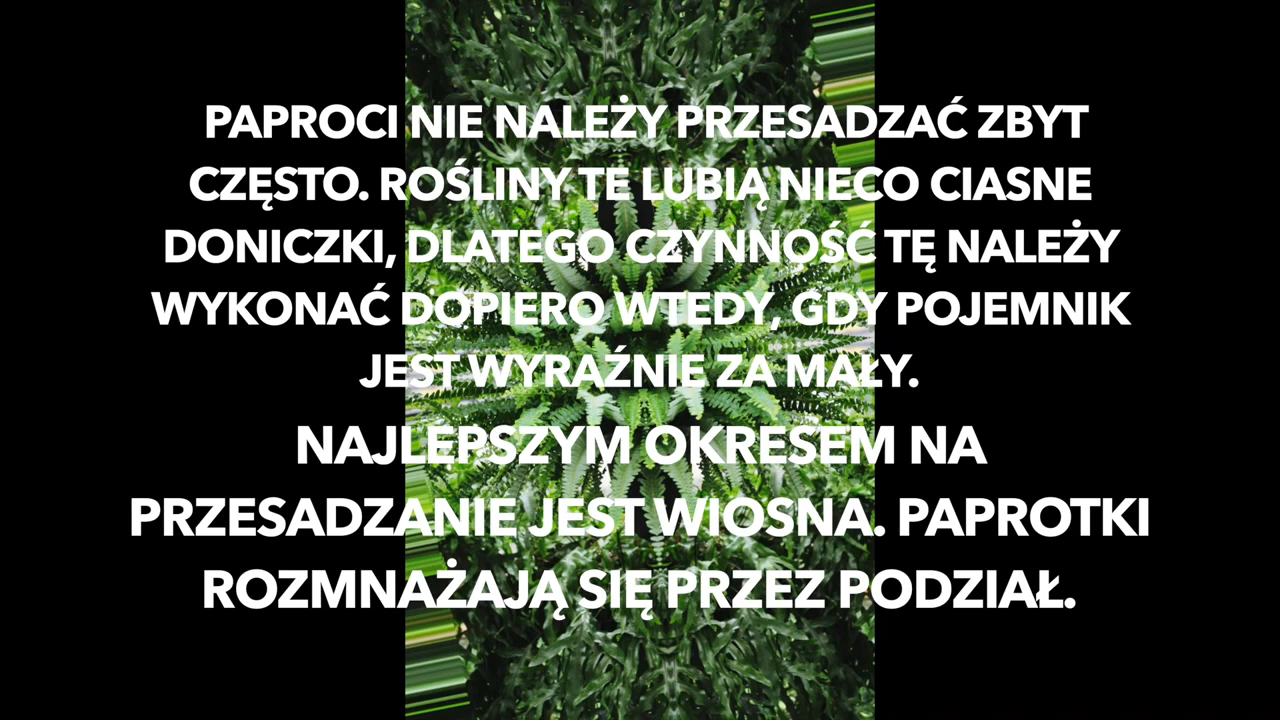 PAPROCI NIE NALEŻY PRZESADZAĆ ZBYT
CZĘSTO. ROŚLINY TE LUBIĄ NIECO CIASNE
DONICZKI, DLATEGO CZYNNOŚĆ TĘ NALEŻY
WYKONAĆ DOPIERO WTEDY, GDY POJEMNIK
JEST WYRAŹNIE ZA MAŁY.
NAJLEPSZYM OKRESEM NA
PRZESADZANIE JEST WIOSNA. PAPROTKI
ROZMNAŻAJĄ SIĘ PRZEZ PODZIAŁ.